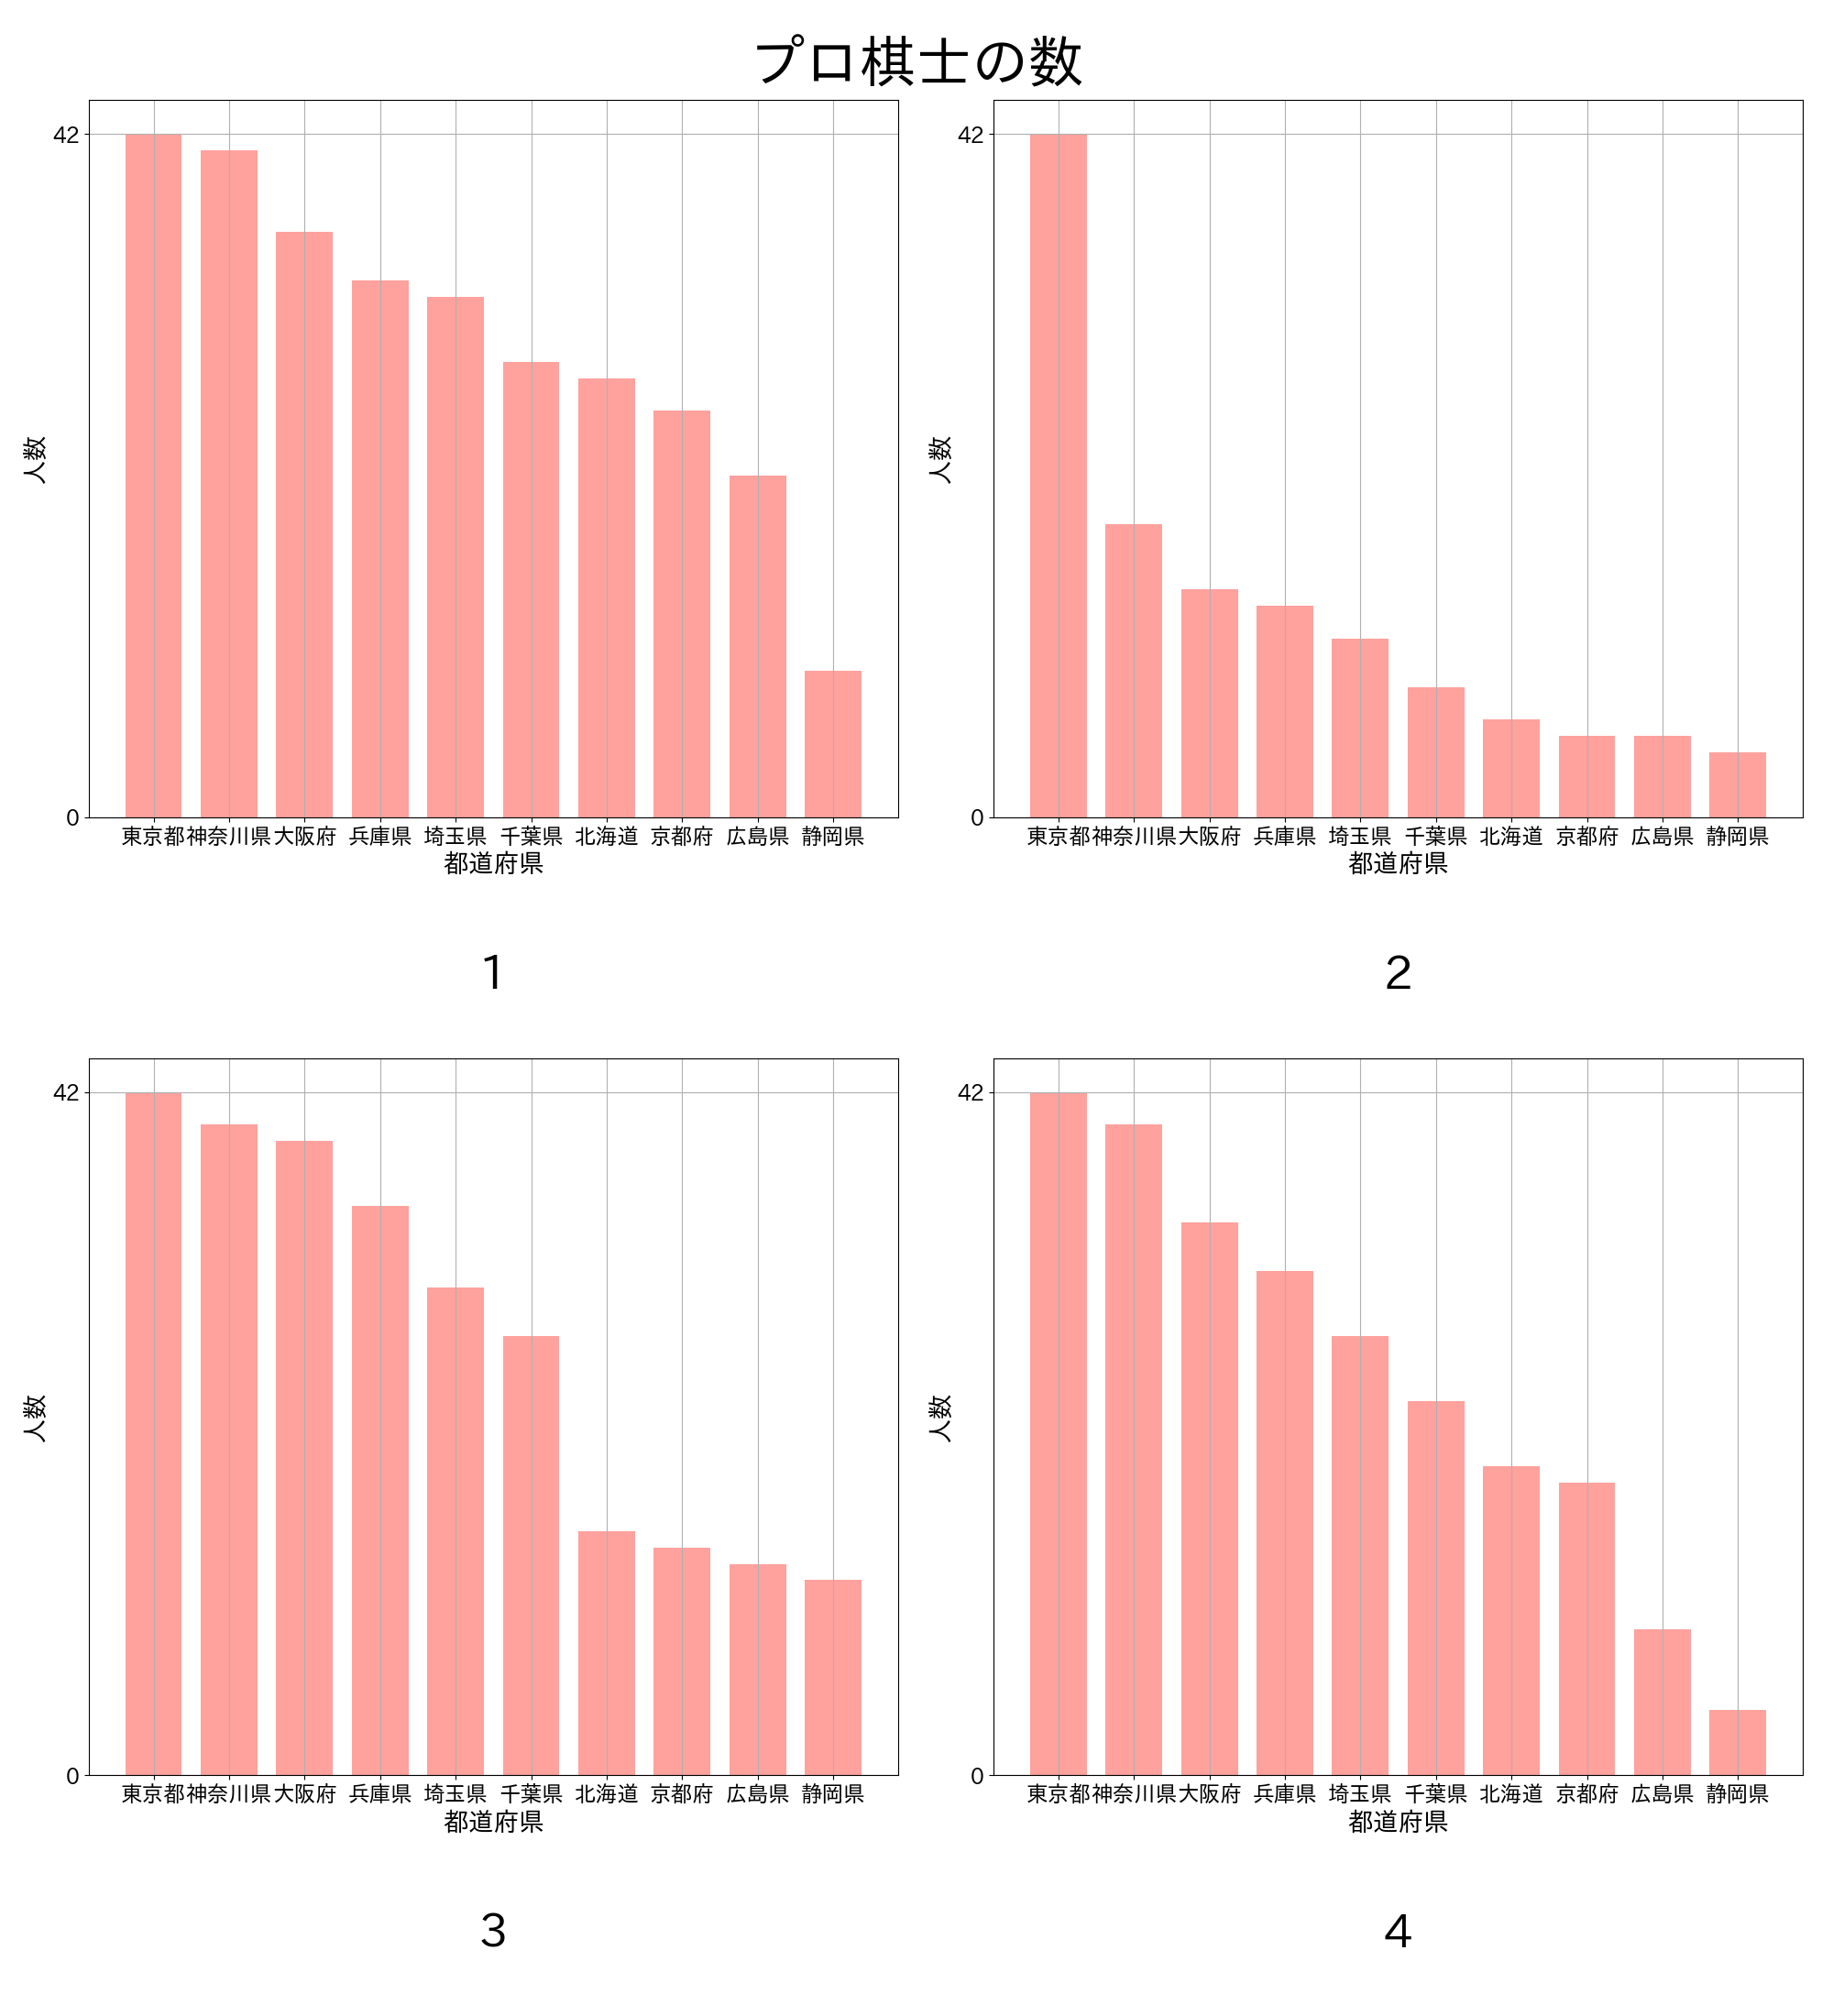 プロ棋士の数
42
0
人数
東京都 神奈川県 大阪府 兵庫県 埼玉県 千葉県 北海道 京都府 広島県 静岡県
都道府県
1
42
0
人数
東京都 神奈川県 大阪府 兵庫県 埼玉県 千葉県 北海道 京都府 広島県 静岡県
都道府県
2
42
0
人数
東京都 神奈川県 大阪府 兵庫県 埼玉県 千葉県 北海道 京都府 広島県 静岡県
都道府県
3
42
0
人数
東京都 神奈川県 大阪府 兵庫県 埼玉県 千葉県 北海道 京都府 広島県 静岡県
都道府県
4